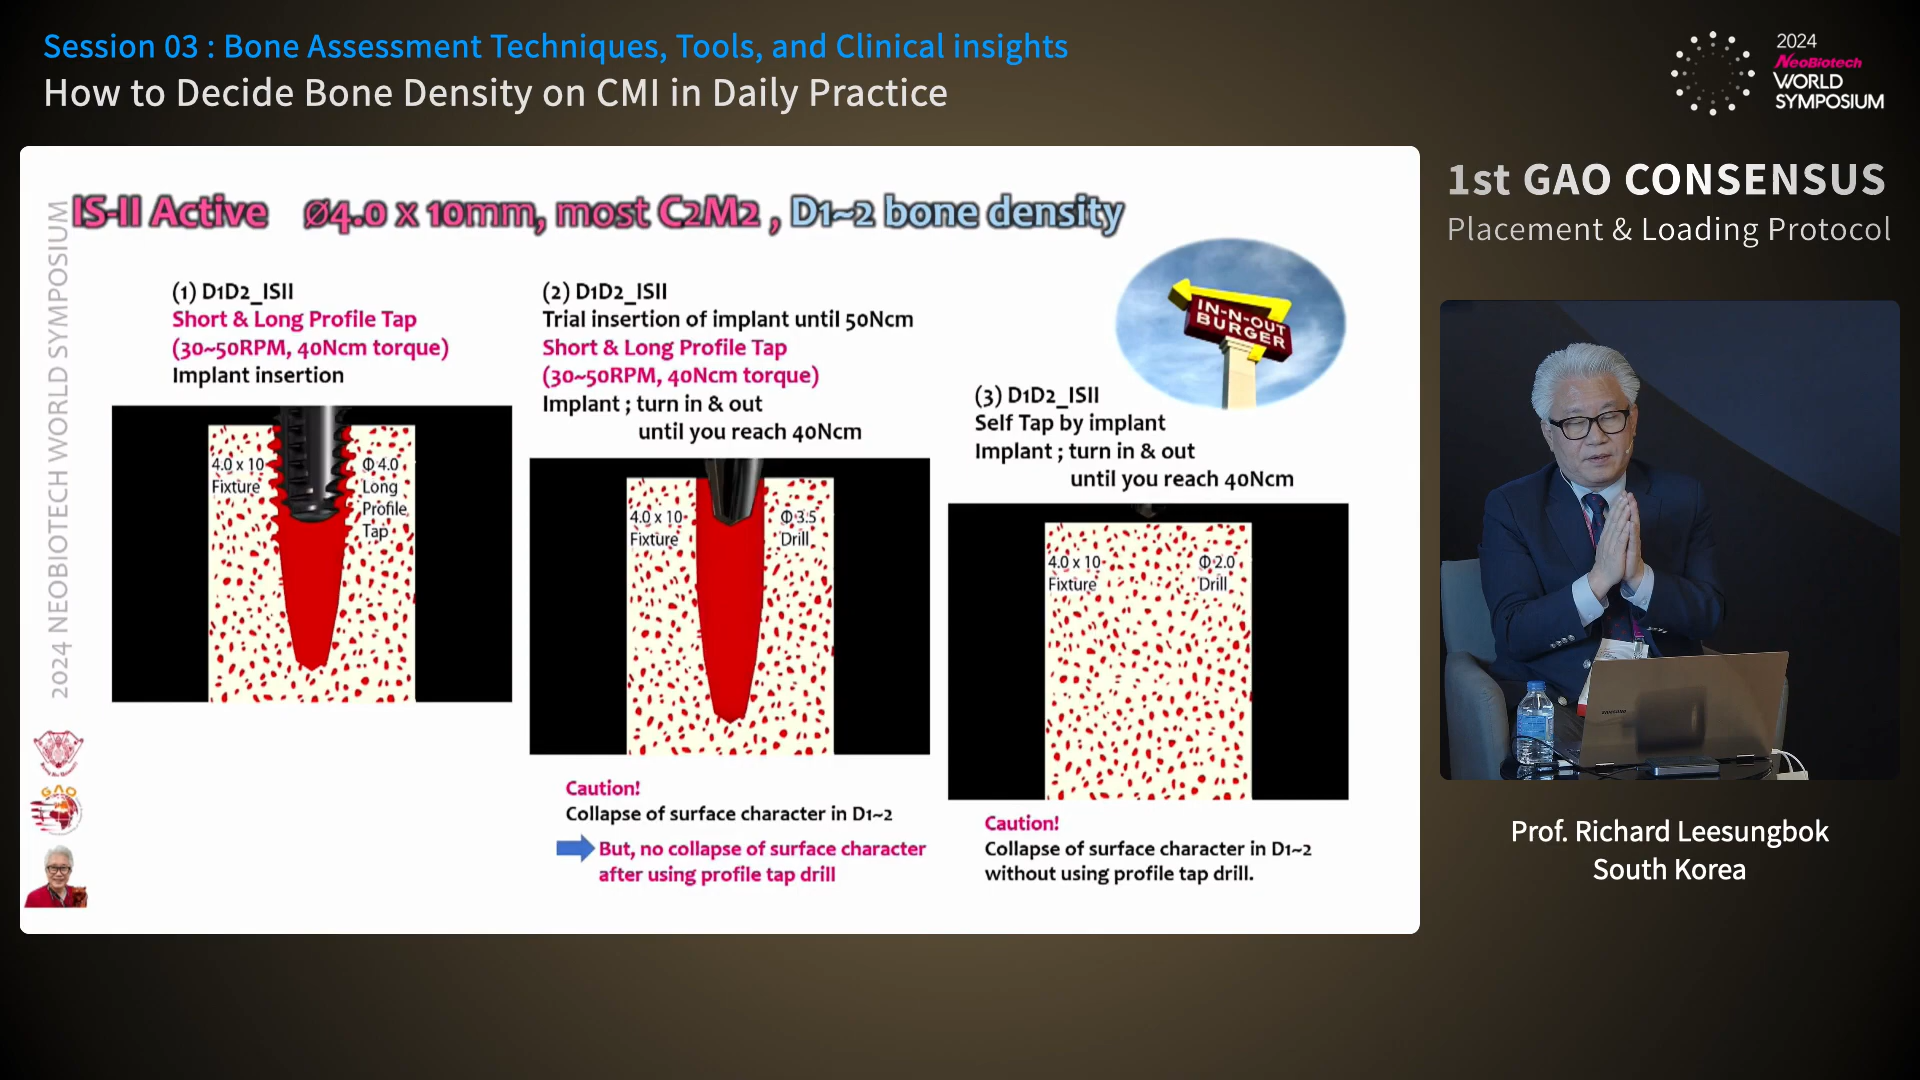 Session 03 : Bone Assessment Techniques, Tools, and Clinical insights
How to Decide Bone Density on CMI in Daily Practice
2024
NeoBiotech
WORLD
SYMPOSIUM
1st GAO CONSENSUS
Placement & Loading Protocol
2024 NEOBIOTECH WORLD SYMPOSIUM
IS-II Active Ø4.0 x 10mm, most C2M2 , D1~2 bone density
(1) D1D2_ISII
Short & Long Profile Tap
(30~50RPM, 40Ncm torque)
Implant insertion
4.0 x 10
Fixture
Φ 4.0
Long
Profile
Tap
(2) D1D2_ISII
Trial insertion of implant until 50Ncm
Short & Long Profile Tap
(30~50RPM, 40Ncm torque)
Implant ; turn in & out
until you reach 40Ncm
4.0 x 10
Fixture
Φ 3.5
Drill
Caution!
Collapse of surface character in D1~2
But, no collapse of surface character
after using profile tap drill
IN-N-OUT
BURGER
(3) D1D2_ISII
Self Tap by implant
Implant ; turn in & out
until you reach 40Ncm
4.0 x 10
Fixture
Φ 2.0
Drill
Caution!
Collapse of surface character in D1~2
without using profile tap drill.
GAO
SAMSUNG
Prof. Richard Leesungbok
South Korea